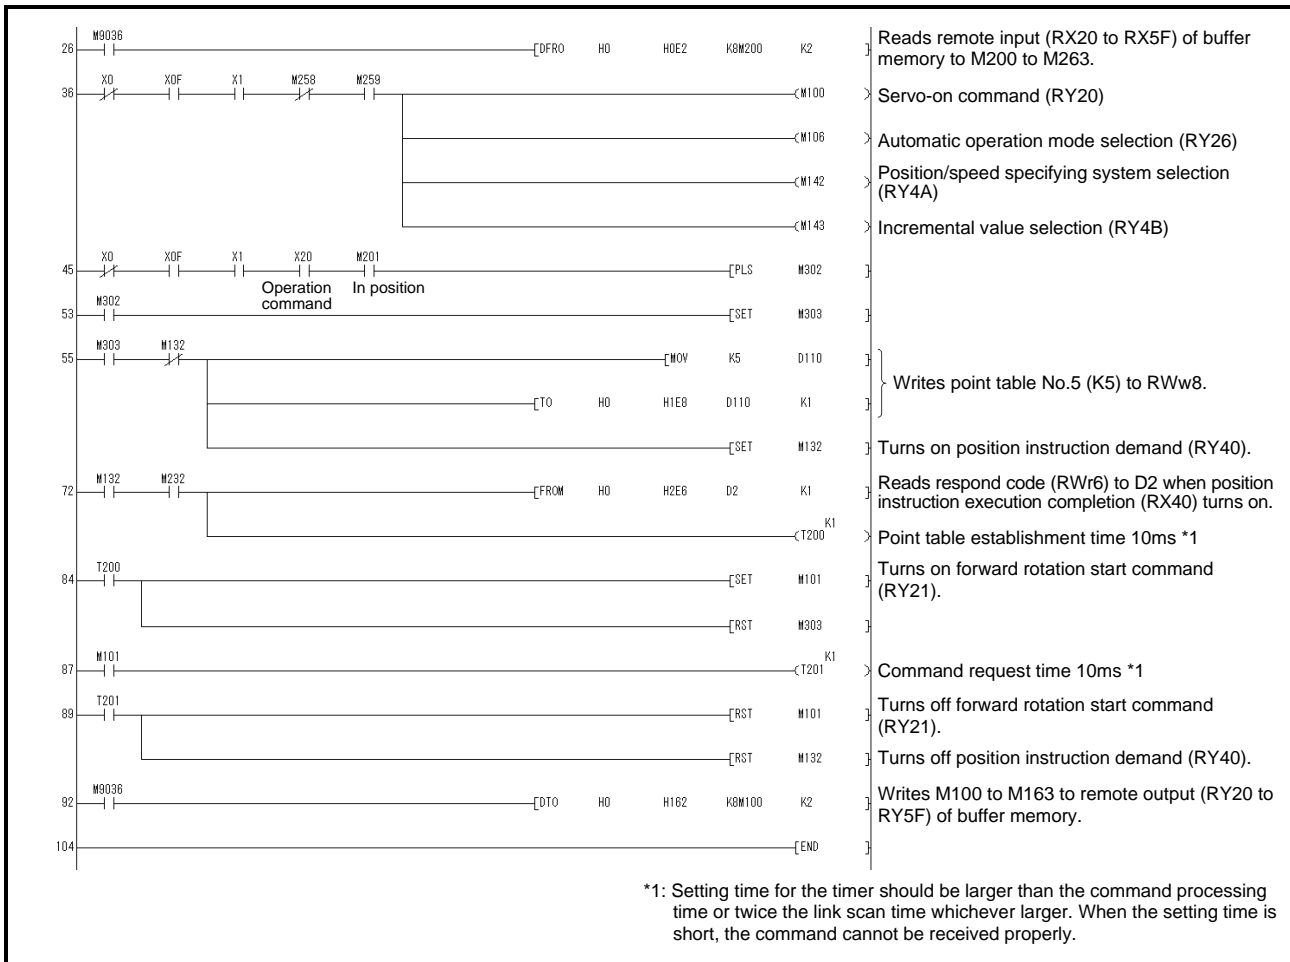 M9036
26 [DFRO H0 H0E2 K8M200 K2 ] Reads remote input (RX20 to RX5F) of buffer
memory to M200 to M263.
X0 X0F X1 M258 M259
36 (M100 ) Servo-on command (RY20)
(M106 ) Automatic operation mode selection (RY26)
(M142 ) Position/speed specifying system selection
(RY4A)
(M143 ) Incremental value selection (RY4B)
X0 X0F X1 X20 M201
45 [PLS M302 ]
Operation In position
command
M302
53 [SET M303 ]
M303 M132
55 [MOV K5 D110 ]
Writes point table No.5 (K5) to RWw8.
[TO H0 H1E8 D110 K1 ]
[SET M132 ] Turns on position instruction demand (RY40).
M132 M232
72 [FROM H0 H2E6 D2 K1 ] Reads respond code (RWr6) to D2 when position
instruction execution completion (RX40) turns on.
K1
(T200 ) Point table establishment time 10ms *1
T200
84 [SET M101 ] Turns on forward rotation start command
(RY21).
[RST M303 ]
M101 K1
87 (T201 ) Command request time 10ms *1
T201
89 [RST M101 ] Turns off forward rotation start command
(RY21).
[RST M132 ] Turns off position instruction demand (RY40).
M9036
92 [DTO H0 H162 K8M100 K2 ] Writes M100 to M163 to remote output (RY20 to
RY5F) of buffer memory.
104 [END ]
*1: Setting time for the timer should be larger than the command processing
time or twice the link scan time whichever larger. When the setting time is
short, the command cannot be received properly.